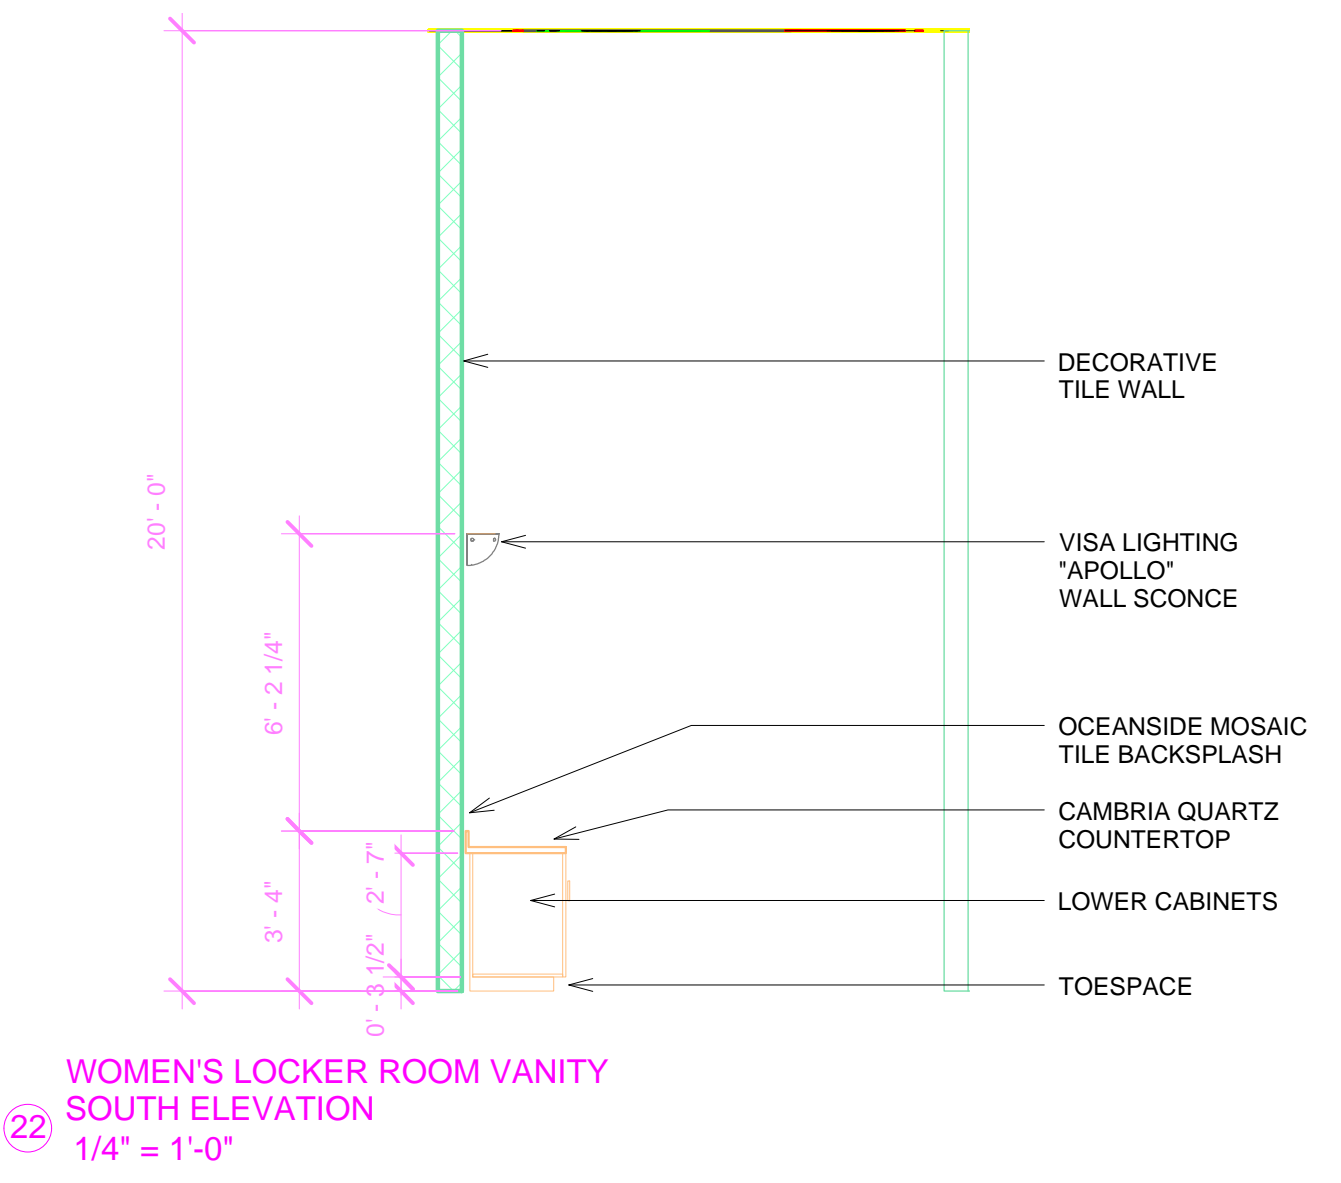 20' - 0"
DECORATIVE
TILE WALL
VISA LIGHTING
"APOLLO"
WALL SCONCE
6' - 2 1/4"
OCEANSIDE MOSAIC
TILE BACKSPLASH
CAMBRIA QUARTZ
COUNTERTOP
2' - 7"
3' - 4"
LOWER CABINETS
0' - 3 1/2"
TOESPACE
WOMEN'S LOCKER ROOM VANITY
SOUTH ELEVATION
22
1/4" = 1'-0"